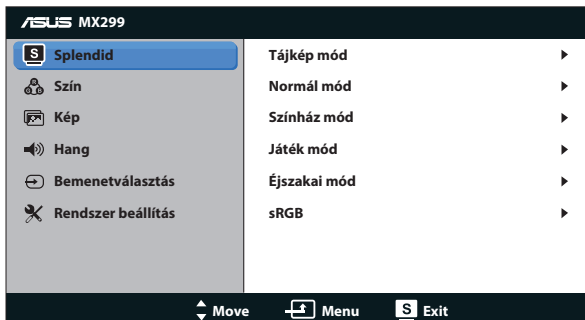 ASUS MX299
S Splendid
Szín
Kép
Hang
Bemenetválasztás
Rendszer beállítás
Tájkép mód
Normál mód
Színház mód
Játék mód
Éjszakai mód
sRGB
Move Menu S Exit